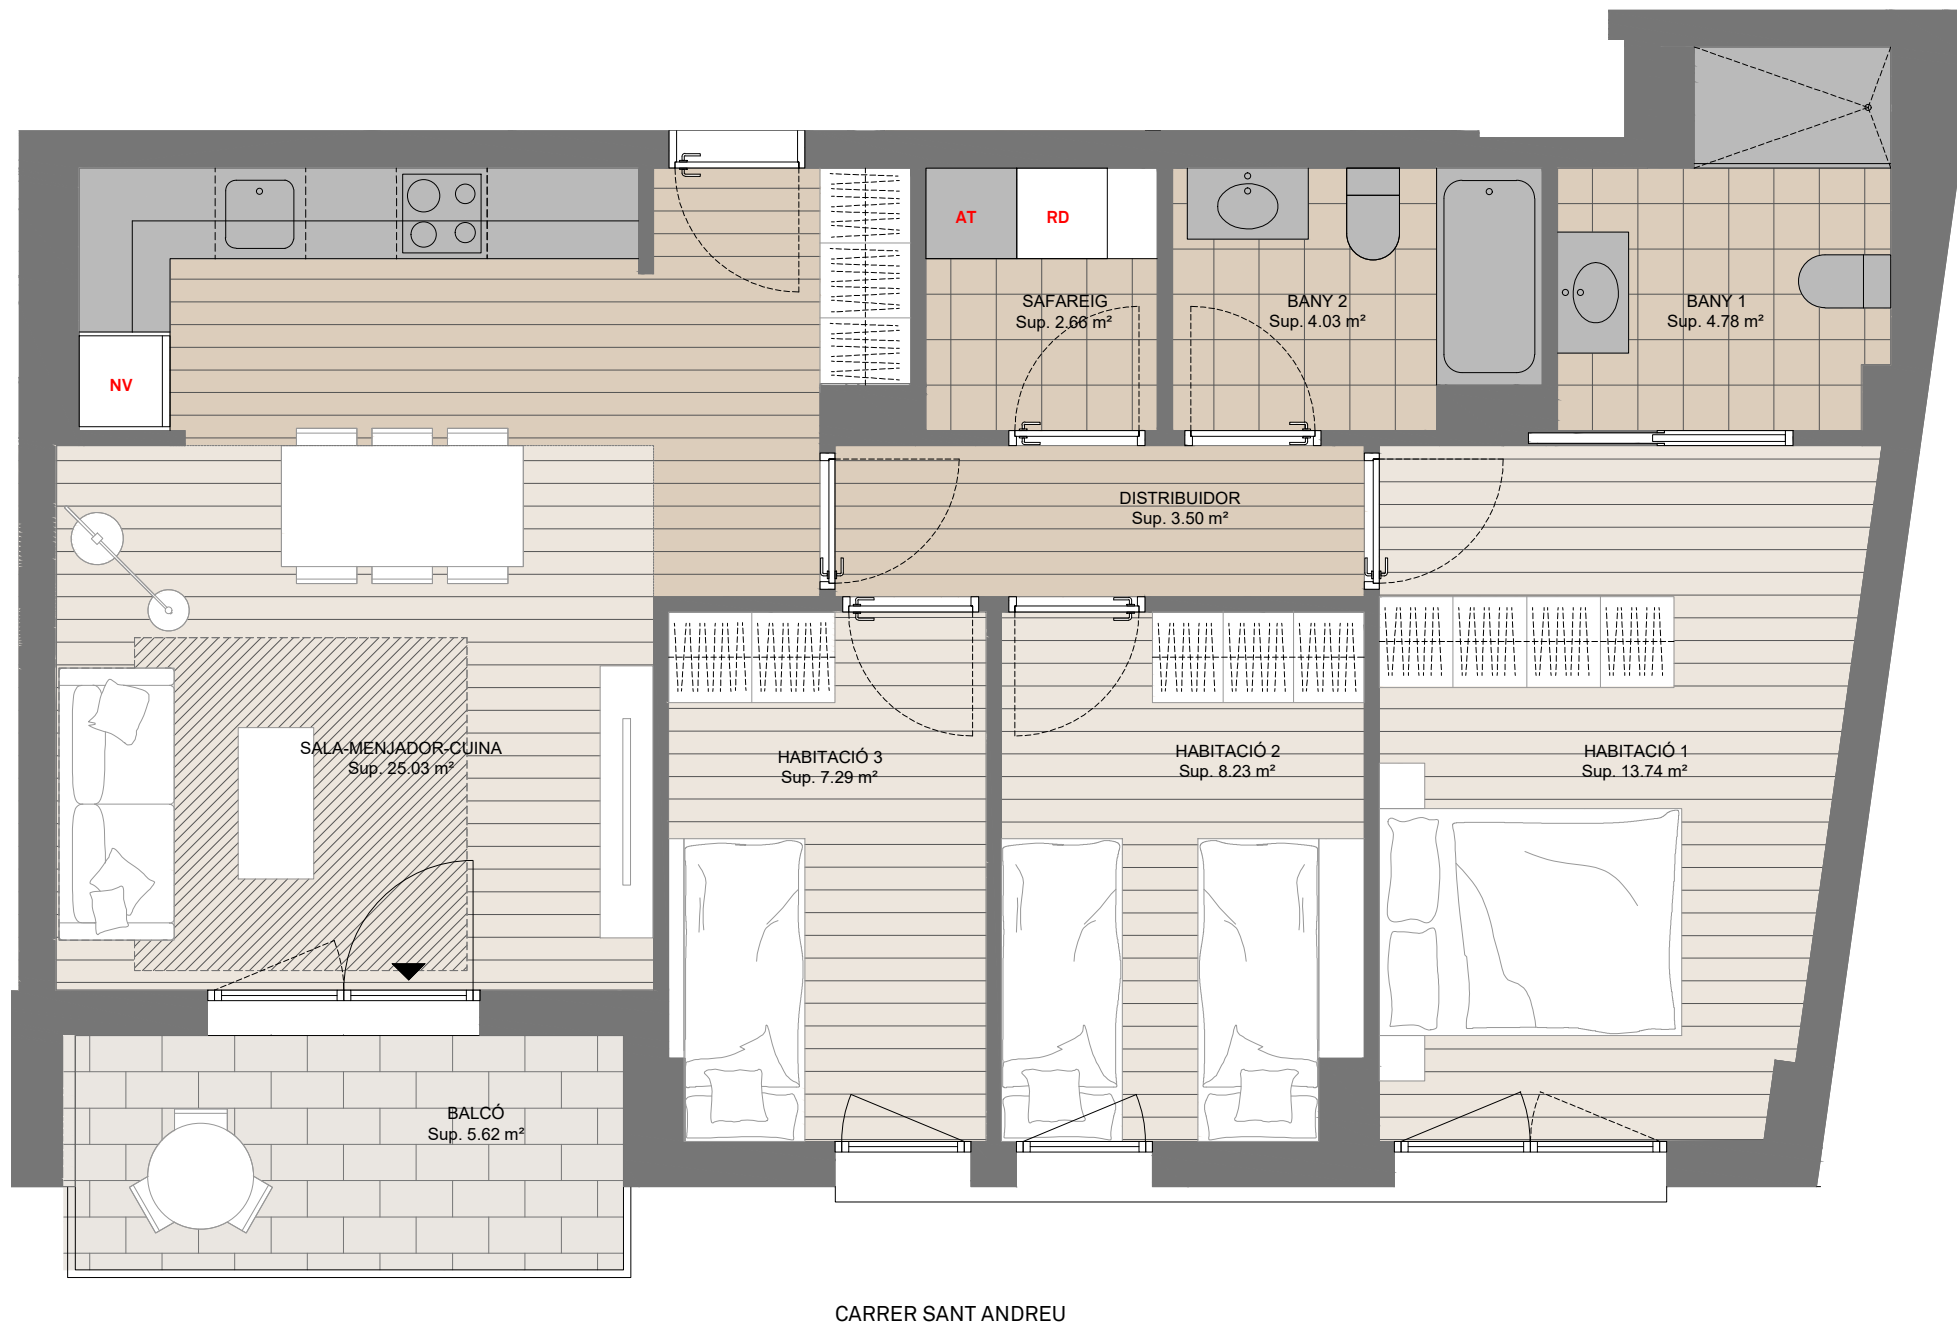 AT
RD
SAFAREIG
Sup. 2.66 m²
BANY 2
Sup. 4.03 m²
BANY 1
Sup. 4.78 m²
NV
DISTRIBUIDOR
Sup. 3.50 m²
SALA-MENJADOR-CUINA
Sup. 25.03 m²
HABITACIÓ 3
Sup. 7.29 m²
HABITACIÓ 2
Sup. 8.23 m²
HABITACIÓ 1
Sup. 13.74 m²
BALCÓ
Sup. 5.62 m²
CARRER SANT ANDREU